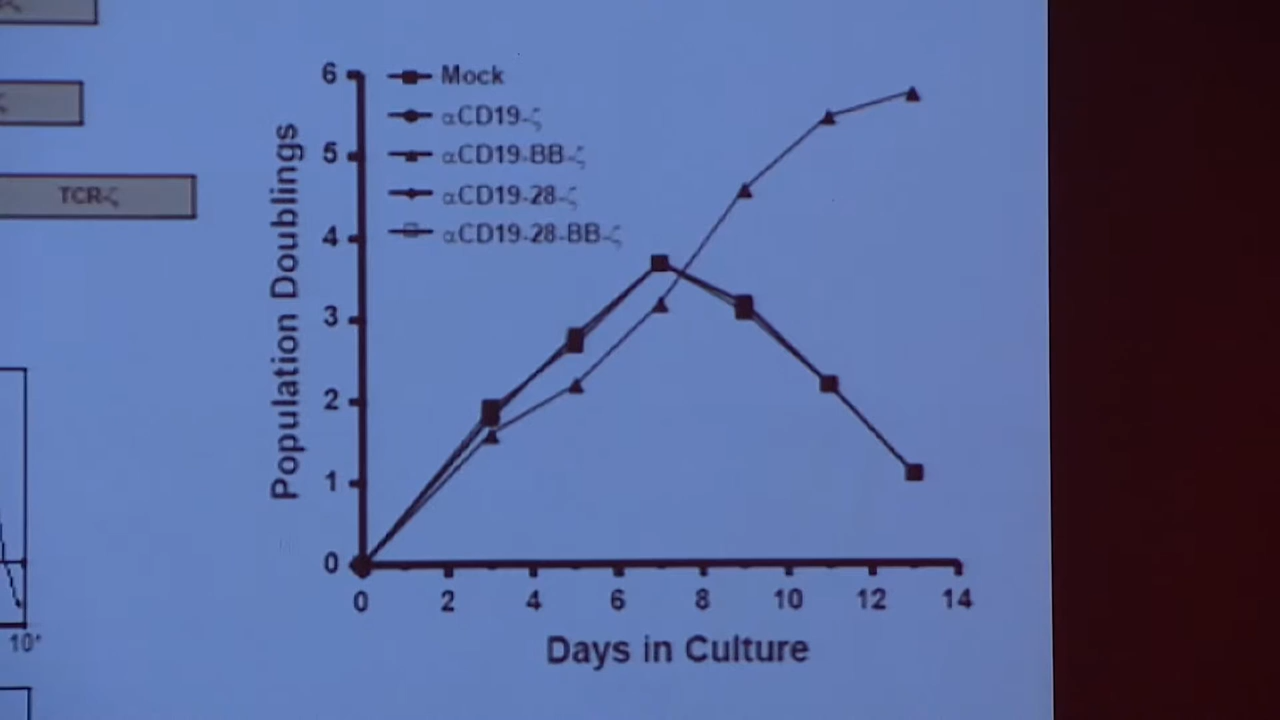 TCR-ζ
6
5
4
3
2
1
0
Population Doublings
Mock
αCD19-ζ
αCD19-BB-ζ
αCD19-28-ζ
αCD19-28-BB-ζ
0 2 4 6 8 10 12 14
Days in Culture